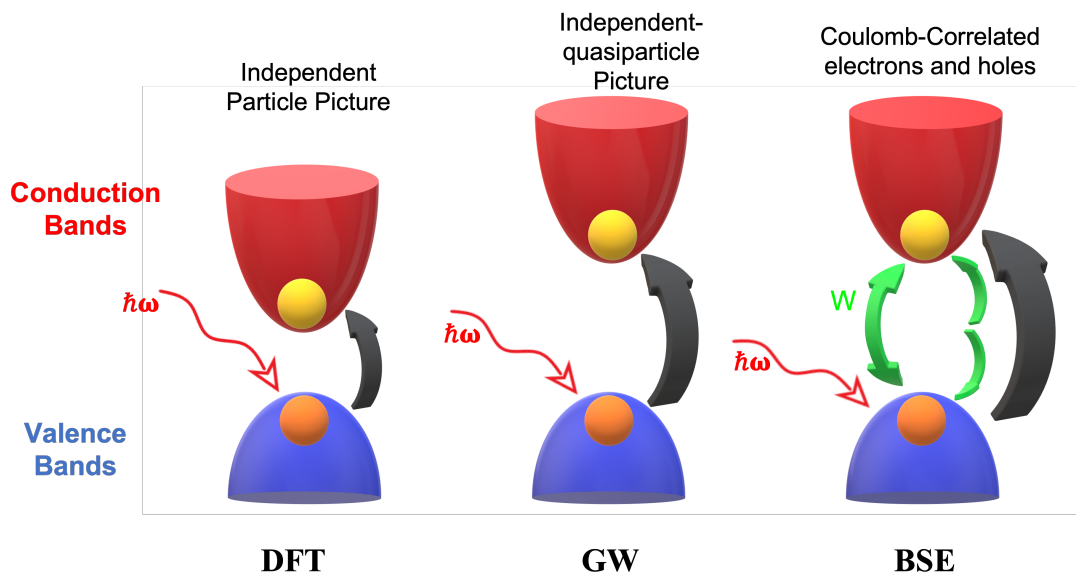 Independent
Particle Picture
Independent-
quasiparticle
Picture
Coulomb-Correlated
electrons and holes
Conduction
Bands
ħω
ħω
W
ħω
Valence
Bands
DFT
GW
BSE